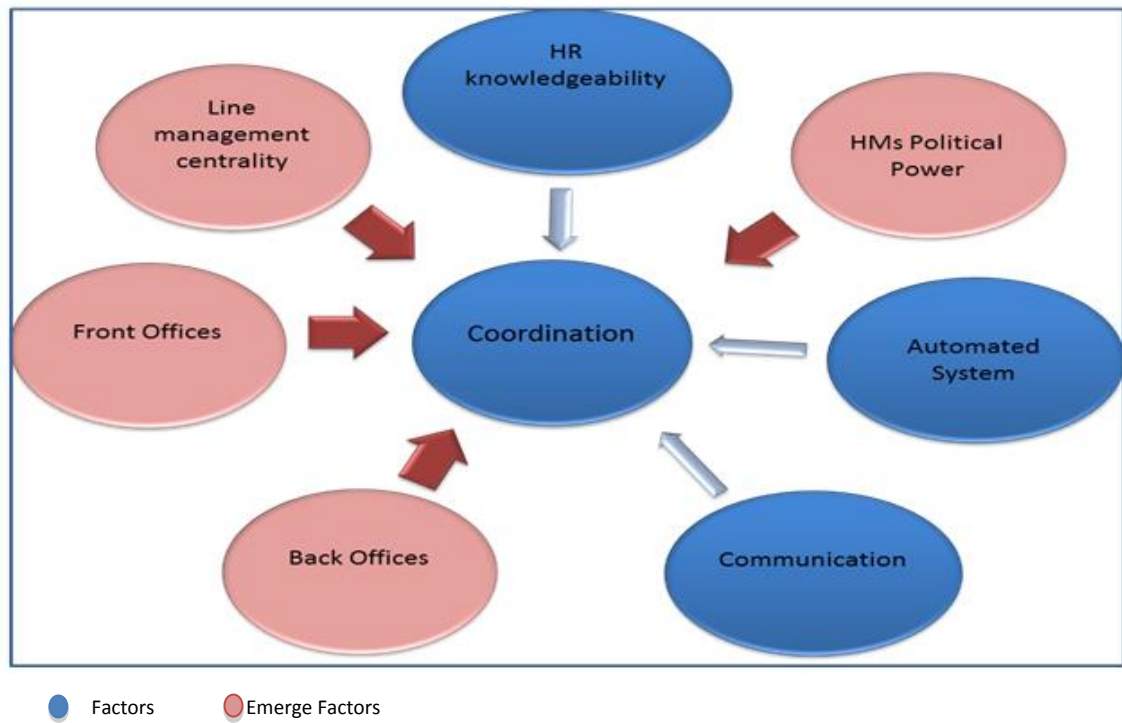 HR
knowledgeability
Line
management
centrality
HMs Political
Power
Front Offices
Coordination
Automated
System
Back Offices
Communication
Factors
Emerge Factors